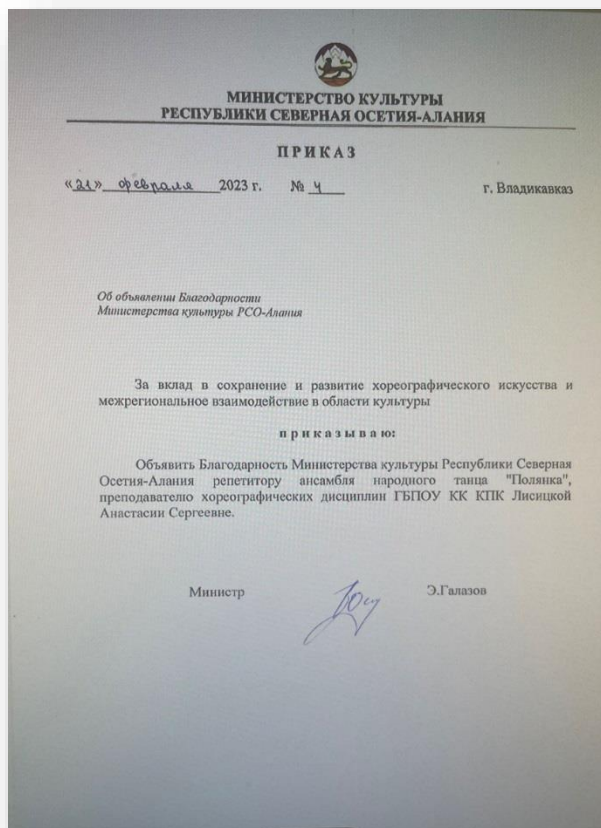 МИНИСТЕРСТВО КУЛЬТУРЫ
РЕСПУБЛИКИ СЕВЕРНАЯ ОСЕТИЯ-АЛАНИЯ
ПРИКАЗ
«21» февраля 2023 г. № 4 г. Владикавказ
Об объявлении Благодарности
Министерства культуры РСО-Алания
За вклад в сохранение и развитие хореографического искусства и
межрегиональное взаимодействие в области культуры
приказываю:
Объявить Благодарность Министерства культуры Республики Северная
Осетия-Алания репетитору ансамбля народного танца "Полянка",
преподавателю хореографических дисциплин ГБПОУ КК КПК Лисицкой
Анастасии Сергеевне.
Министр Э.Галазов